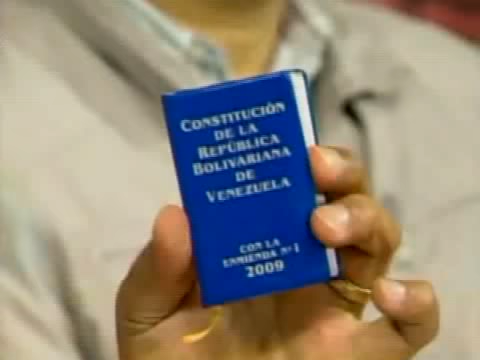 CONSTITUCIÓN
DE LA
REPÚBLICA
BOLIVARIANA
DE
VENEZUELA
CON LA
ENMIENDA Nº 1
2009